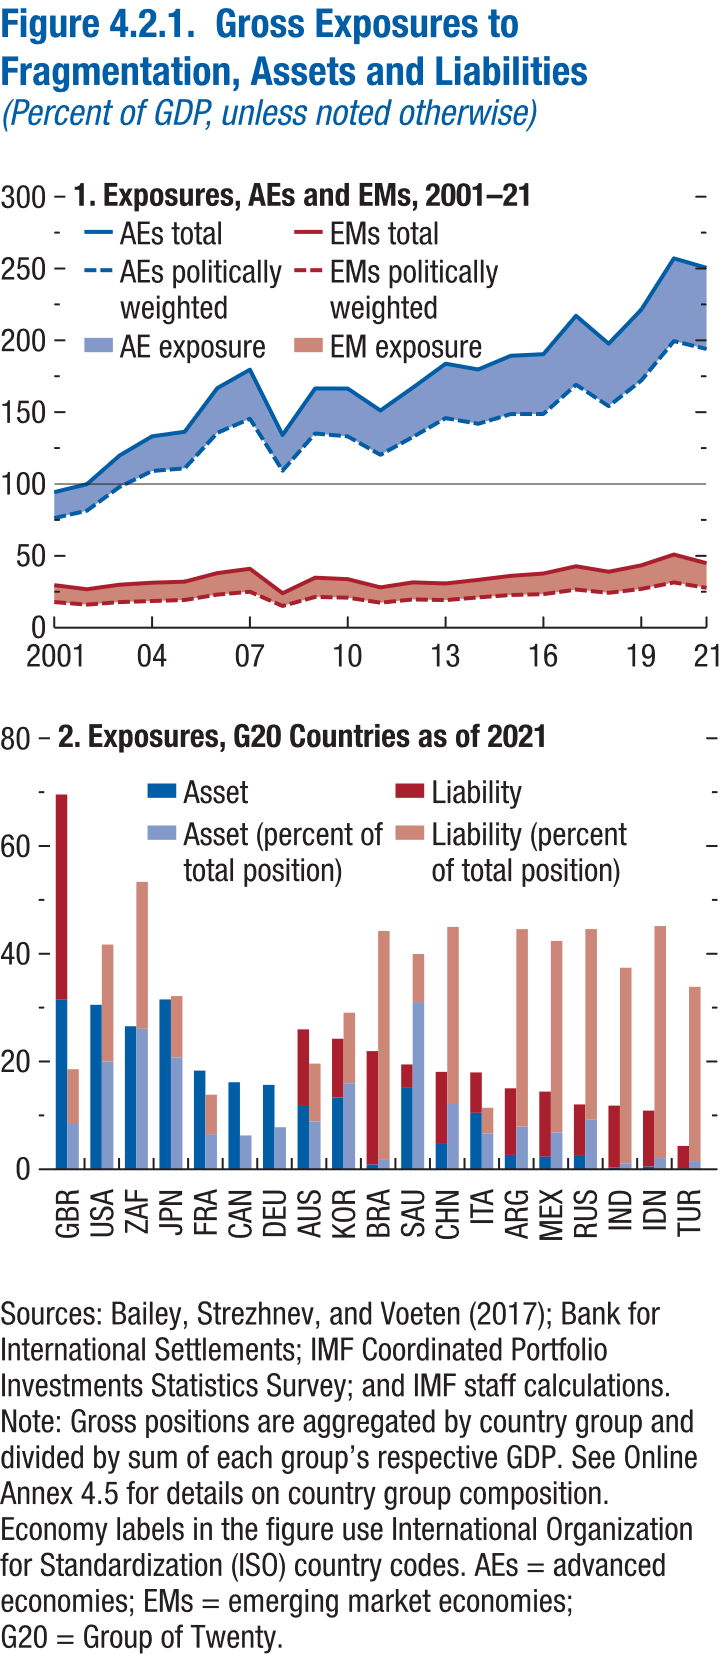 Figure 4.2.1. Gross Exposures to
Fragmentation, Assets and Liabilities
(Percent of GDP, unless noted otherwise)
1. Exposures, AEs and EMs, 2001–21
AEs total
EMs total
AEs politically
weighted
EMs politically
weighted
AE exposure
EM exposure
300
250
200
150
100
50
0
2001 04 07 10 13 16 19 21
2. Exposures, G20 Countries as of 2021
Asset
Liability
Asset (percent of
total position)
Liability (percent
of total position)
80
60
40
20
0
GBR USA ZAF JPN FRA CAN DEU AUS KOR BRA SAU CHN ITA ARG MEX RUS IND IDN TUR
Sources: Bailey, Strezhnev, and Voeten (2017); Bank for
International Settlements; IMF Coordinated Portfolio
Investments Statistics Survey; and IMF staff calculations.
Note: Gross positions are aggregated by country group and
divided by sum of each group’s respective GDP. See Online
Annex 4.5 for details on country group composition.
Economy labels in the figure use International Organization
for Standardization (ISO) country codes. AEs = advanced
economies; EMs = emerging market economies;
G20 = Group of Twenty.